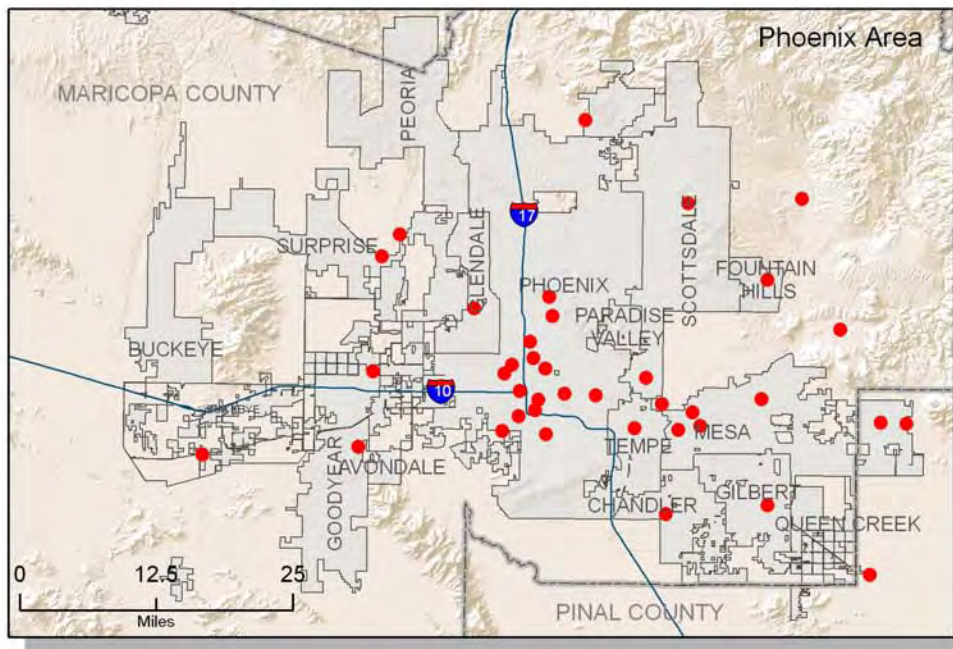 Phoenix Area
MARICOPA COUNTY
PEORIA
17
SURPRISE
GLENDALE
SCOTTSDALE
FOUNTAIN
HILLS
PHOENIX
PARADISE
VALLEY
BUCKEYE
10
AVONDALE
GOODYEAR
TEMPE
MESA
CHANDLER
GILBERT
QUEEN CREEK
0 12.5 25
Miles
PINAL COUNTY